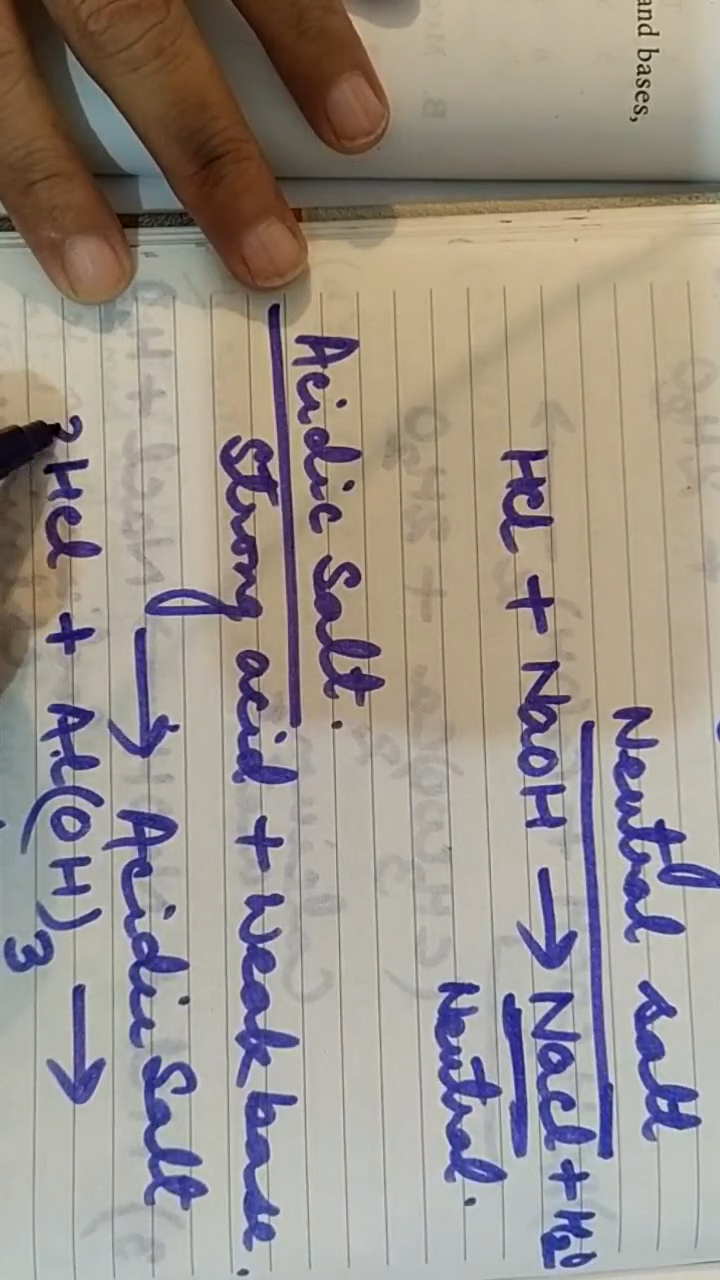 and bases,
Neutral salt
HCl + NaOH → NaCl + H2O
Neutral.
Acidic Salt.
Strong acid + Weak base.
→ Acidic Salt
HCl + Al(OH)3 →